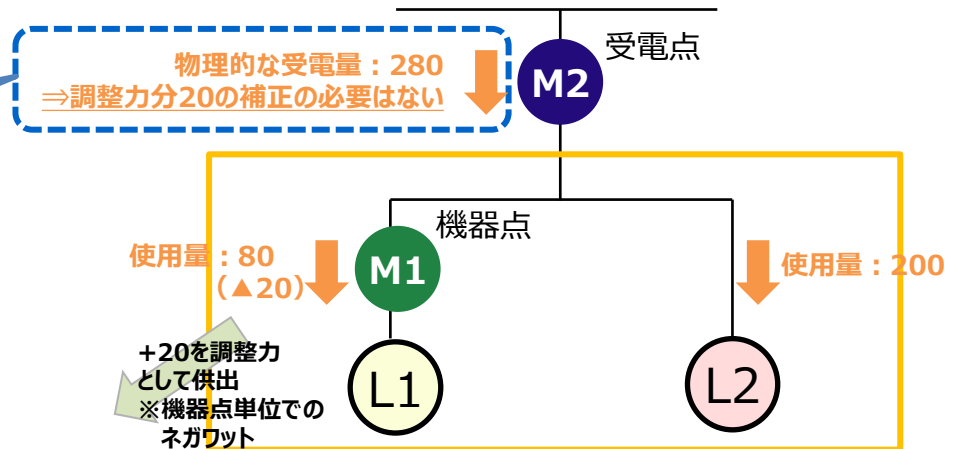 物理的な受電量：280
⇒調整力分20の補正の必要はない
M2
受電点
機器点
使用量：80
（▲20）
M1
使用量：200
+20を調整力
として供出
※機器点単位での
ネガワット
L1
L2